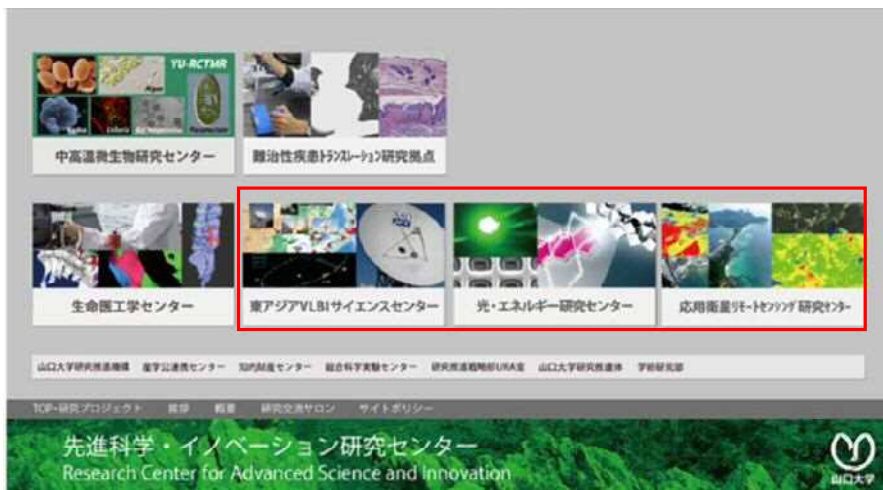 YU-RCTMR
Algae
中高温微生物研究センター
難治性疾患トランスレーション研究拠点
生命医工学センター
東アジアVLBIサイエンスセンター
光・エネルギー研究センター
応用衛星リモートセンシング研究センター
山口大学研究推進機構 産学公連携センター 知的財産センター 総合科学実験センター 研究推進戦略部URA室 山口大学研究推進体 学術研究部
TOP・研究プロジェクト 挨拶 概要 研究交流サロン サイトポリシー
先進科学・イノベーション研究センター
Research Center for Advanced Science and Innovation
山口大学